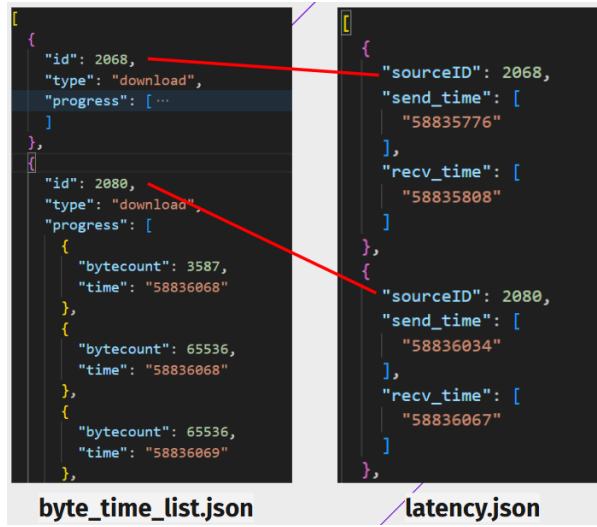 [
{
"id": 2068,
"type": "download",
"progress": [ ···
]
},
{
"id": 2080,
"type": "download",
"progress": [
{
"bytecount": 3587,
"time": "58836068"
},
{
"bytecount": 65536,
"time": "58836068"
},
{
"bytecount": 65536,
"time": "58836069"
},
byte_time_list.json
[
{
"sourceID": 2068,
"send_time": [
"58835776"
],
"recv_time": [
"58835808"
]
},
{
"sourceID": 2080,
"send_time": [
"58836034"
],
"recv_time": [
"58836067"
]
},
latency.json